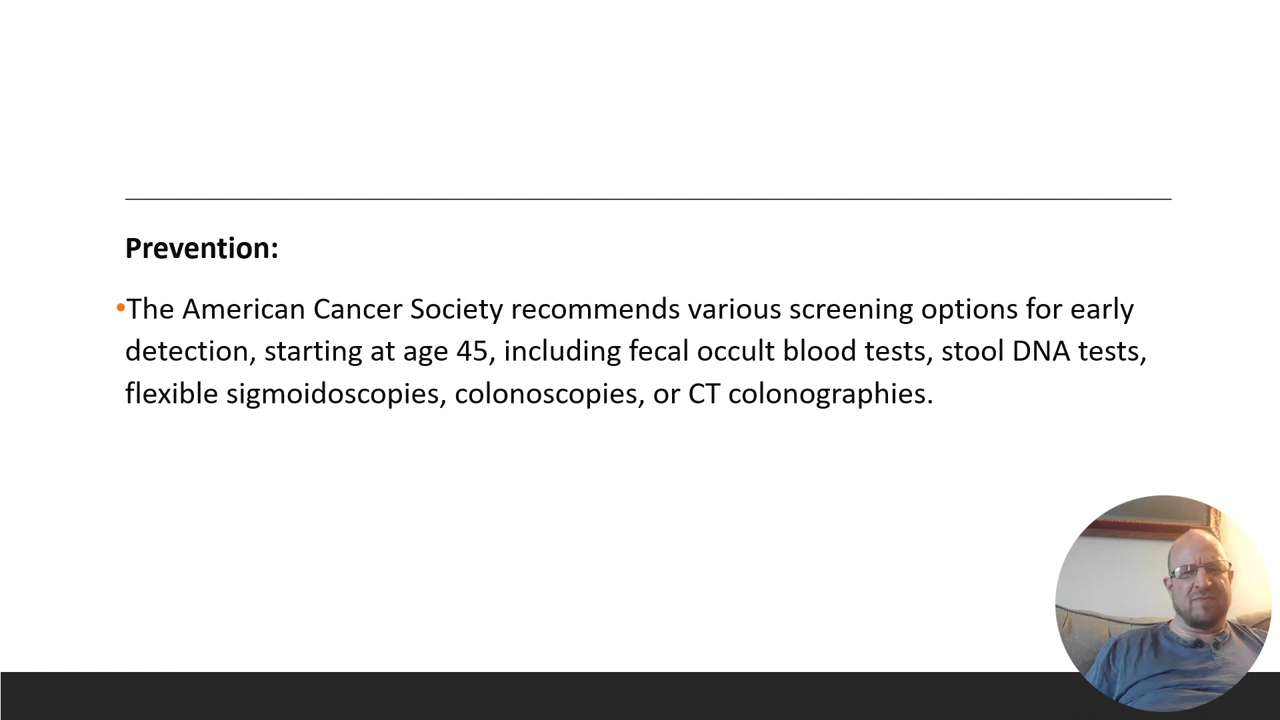 Prevention:
•The American Cancer Society recommends various screening options for early
detection, starting at age 45, including fecal occult blood tests, stool DNA tests,
flexible sigmoidoscopies, colonoscopies, or CT colonographies.